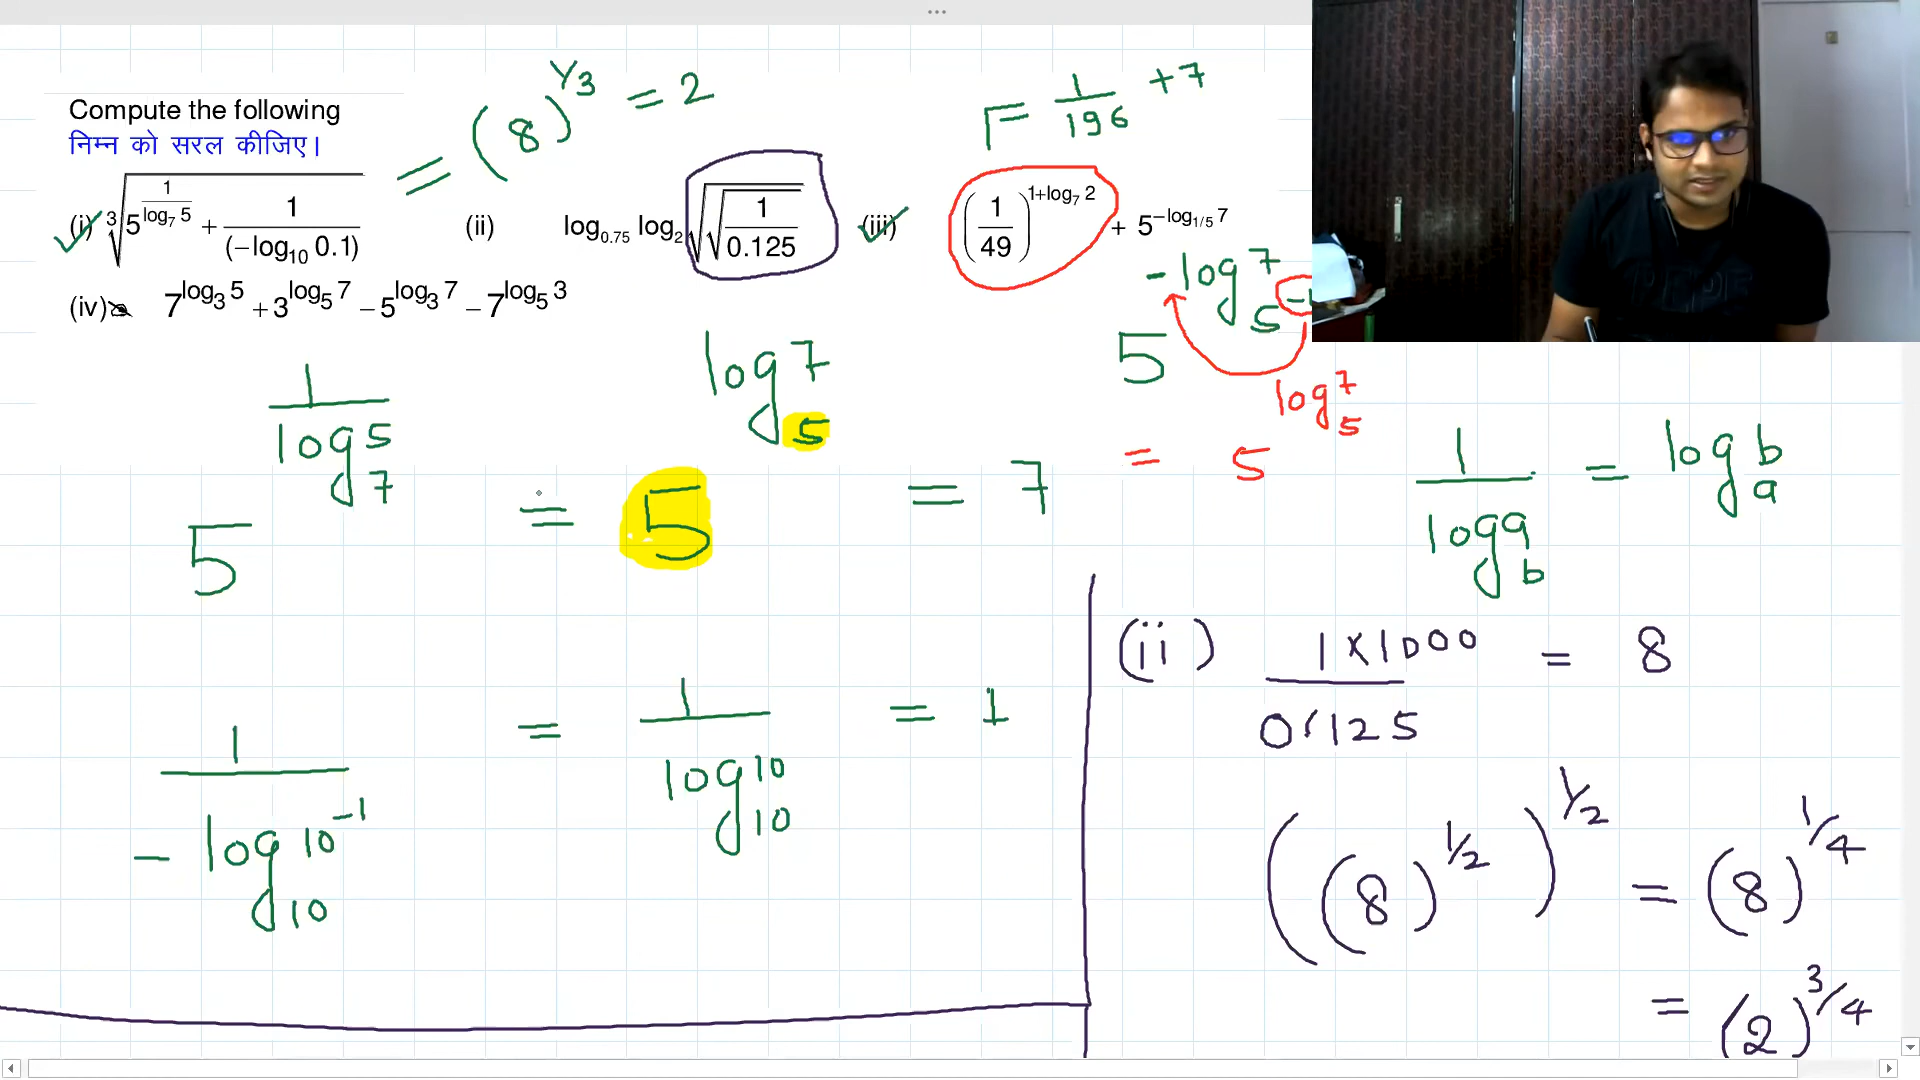 Compute the following
निम्न को सरल कीजिए।
= (8)^{1/3} = 2
= 1/196 + 7
(i) ∛(5^{1/log₇ 5} + 1/(−log₁₀ 0.1))
(ii) log₀.₇₅ log₂ √√(1/0.125)
(iii) (1/49)^{1+log₇ 2} + 5^{−log_{1/5} 7}
(iv) 7^{log₃ 5} + 3^{log₅ 7} − 5^{log₃ 7} − 7^{log₅ 3}
5^{1/log₇ 5} = 5^{log₅ 7} = 7
5^{−log_{5^-} 7}
= 5^{log₅ 7}
1/log_b a = log_a b
1/(−log₁₀ 10^{-1}) = 1/log₁₀ 10 = 1
(ii) 1×1000/0.125 = 8
((8)^{1/2})^{1/2} = (8)^{1/4}
= (2)^{3/4}